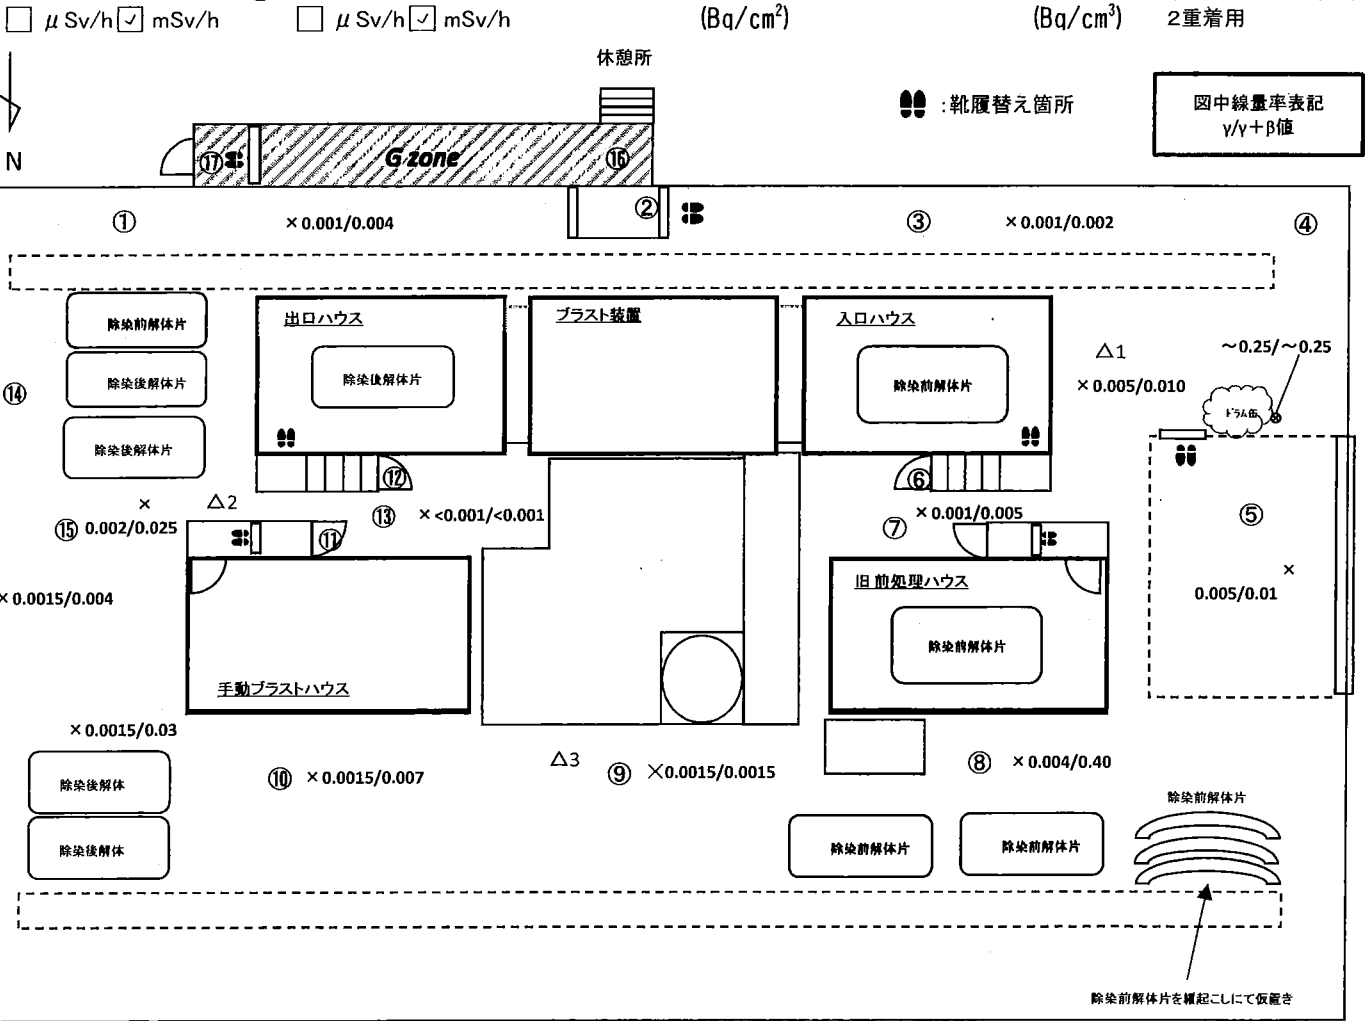 □ μSv/h ☑ mSv/h □ μSv/h ☑ mSv/h (Bq/cm²) (Bq/cm³) 2重着用
休憩所
:靴履替え箇所
図中線量率表記
γ/γ+β値
N
⑰ G zone ⑯
① ×0.001/0.004 ② ③ ×0.001/0.002 ④
除染前解体片
除染後解体片
除染後解体片
出口ハウス
除染後解体片
ブラスト装置
入口ハウス
除染前解体片
△1
×0.005/0.010
~0.25/~0.25
ドラム缶
⑭
⑫
⑥
× △2
⑮ 0.002/0.025
⑬ ×<0.001/<0.001
×0.001/0.005
⑦
⑤
⑪
×
0.005/0.01
×0.0015/0.004
手動ブラストハウス
旧前処理ハウス
除染前解体片
×0.0015/0.03
除染後解体
除染後解体
⑩ ×0.0015/0.007
△3
⑨ ×0.0015/0.0015
⑧ ×0.004/0.40
除染前解体片
除染前解体片
除染前解体片
除染前解体片を縦起こしにて仮置き